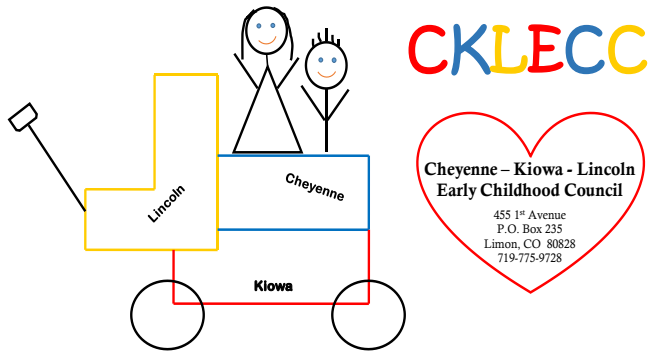 CKLECC
Cheyenne – Kiowa - Lincoln
Early Childhood Council
455 1st Avenue
P.O. Box 235
Limon, CO 80828
719-775-9728
Lincoln
Cheyenne
Kiowa